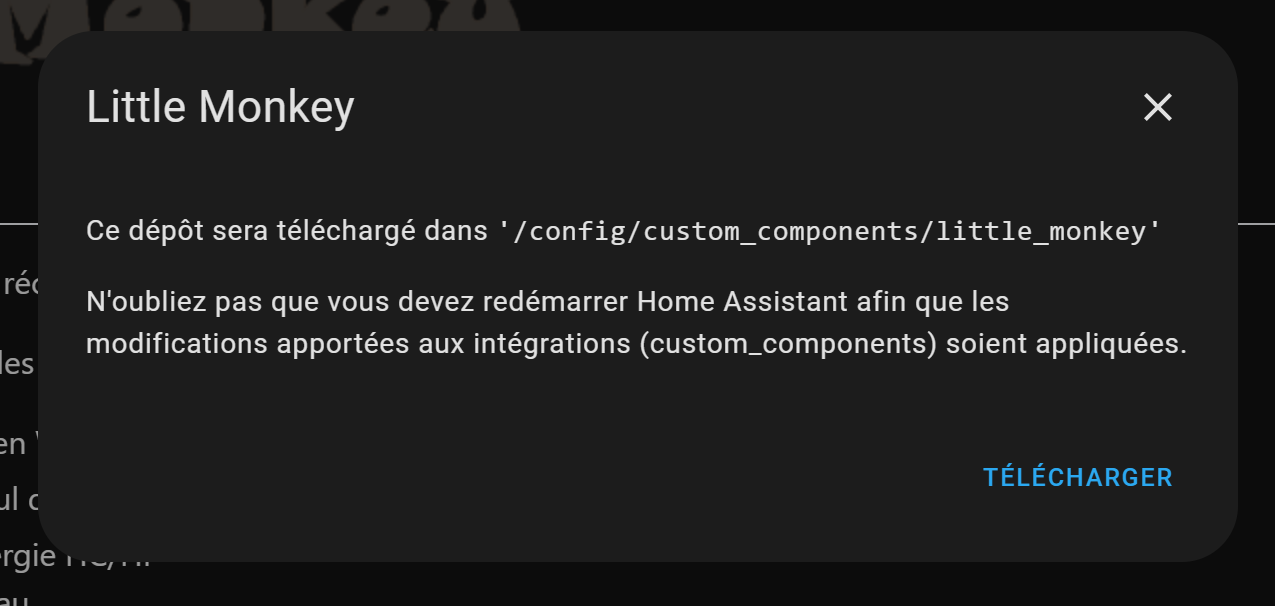 Little Monkey
Ce dépôt sera téléchargé dans '/config/custom_components/little_monkey'
N'oubliez pas que vous devez redémarrer Home Assistant afin que les
modifications apportées aux intégrations (custom_components) soient appliquées.
en
TÉLÉCHARGER